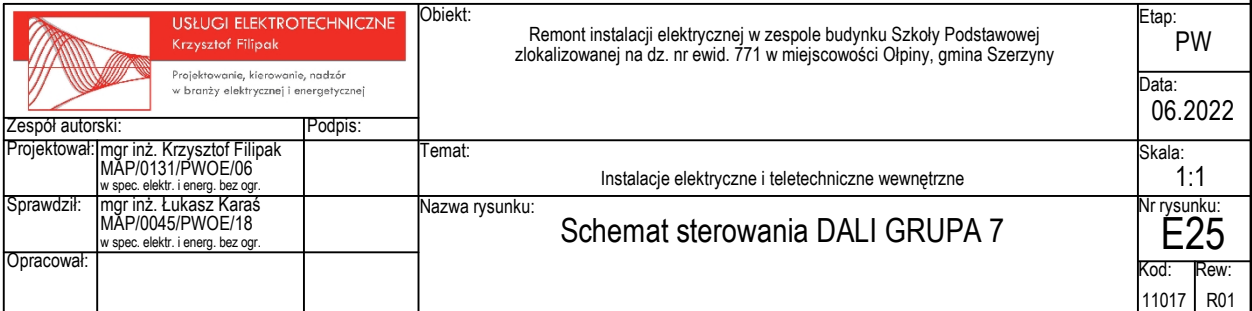 USŁUGI ELEKTROTECHNICZNE
Krzysztof Filipak
Projektowanie, kierowanie, nadzór
w branży elektrycznej i energetycznej
Obiekt:
Remont instalacji elektrycznej w zespole budynku Szkoły Podstawowej
zlokalizowanej na dz. nr ewid. 771 w miejscowości Ołpiny, gmina Szerzyny
Etap:
PW
Data:
06.2022
Zespół autorski:
Podpis:
Projektował:
mgr inż. Krzysztof Filipak
MAP/0131/PWOE/06
w spec. elektr. i energ. bez ogr.
Temat:
Instalacje elektryczne i teletechniczne wewnętrzne
Skala:
1:1
Sprawdził:
mgr inż. Łukasz Karaś
MAP/0045/PWOE/18
w spec. elektr. i energ. bez ogr.
Nazwa rysunku:
Schemat sterowania DALI GRUPA 7
Nr rysunku:
E25
Opracował:
Kod:
11017
Rew:
R01